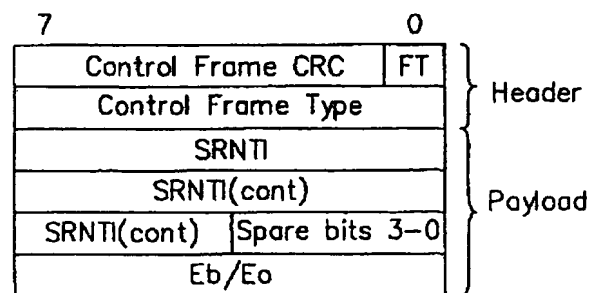 7 0
Control Frame CRC FT
Control Frame Type
Header
SRNTI
SRNTI(cont)
Payload
SRNTI(cont) Spare bits 3-0
Eb/Eo